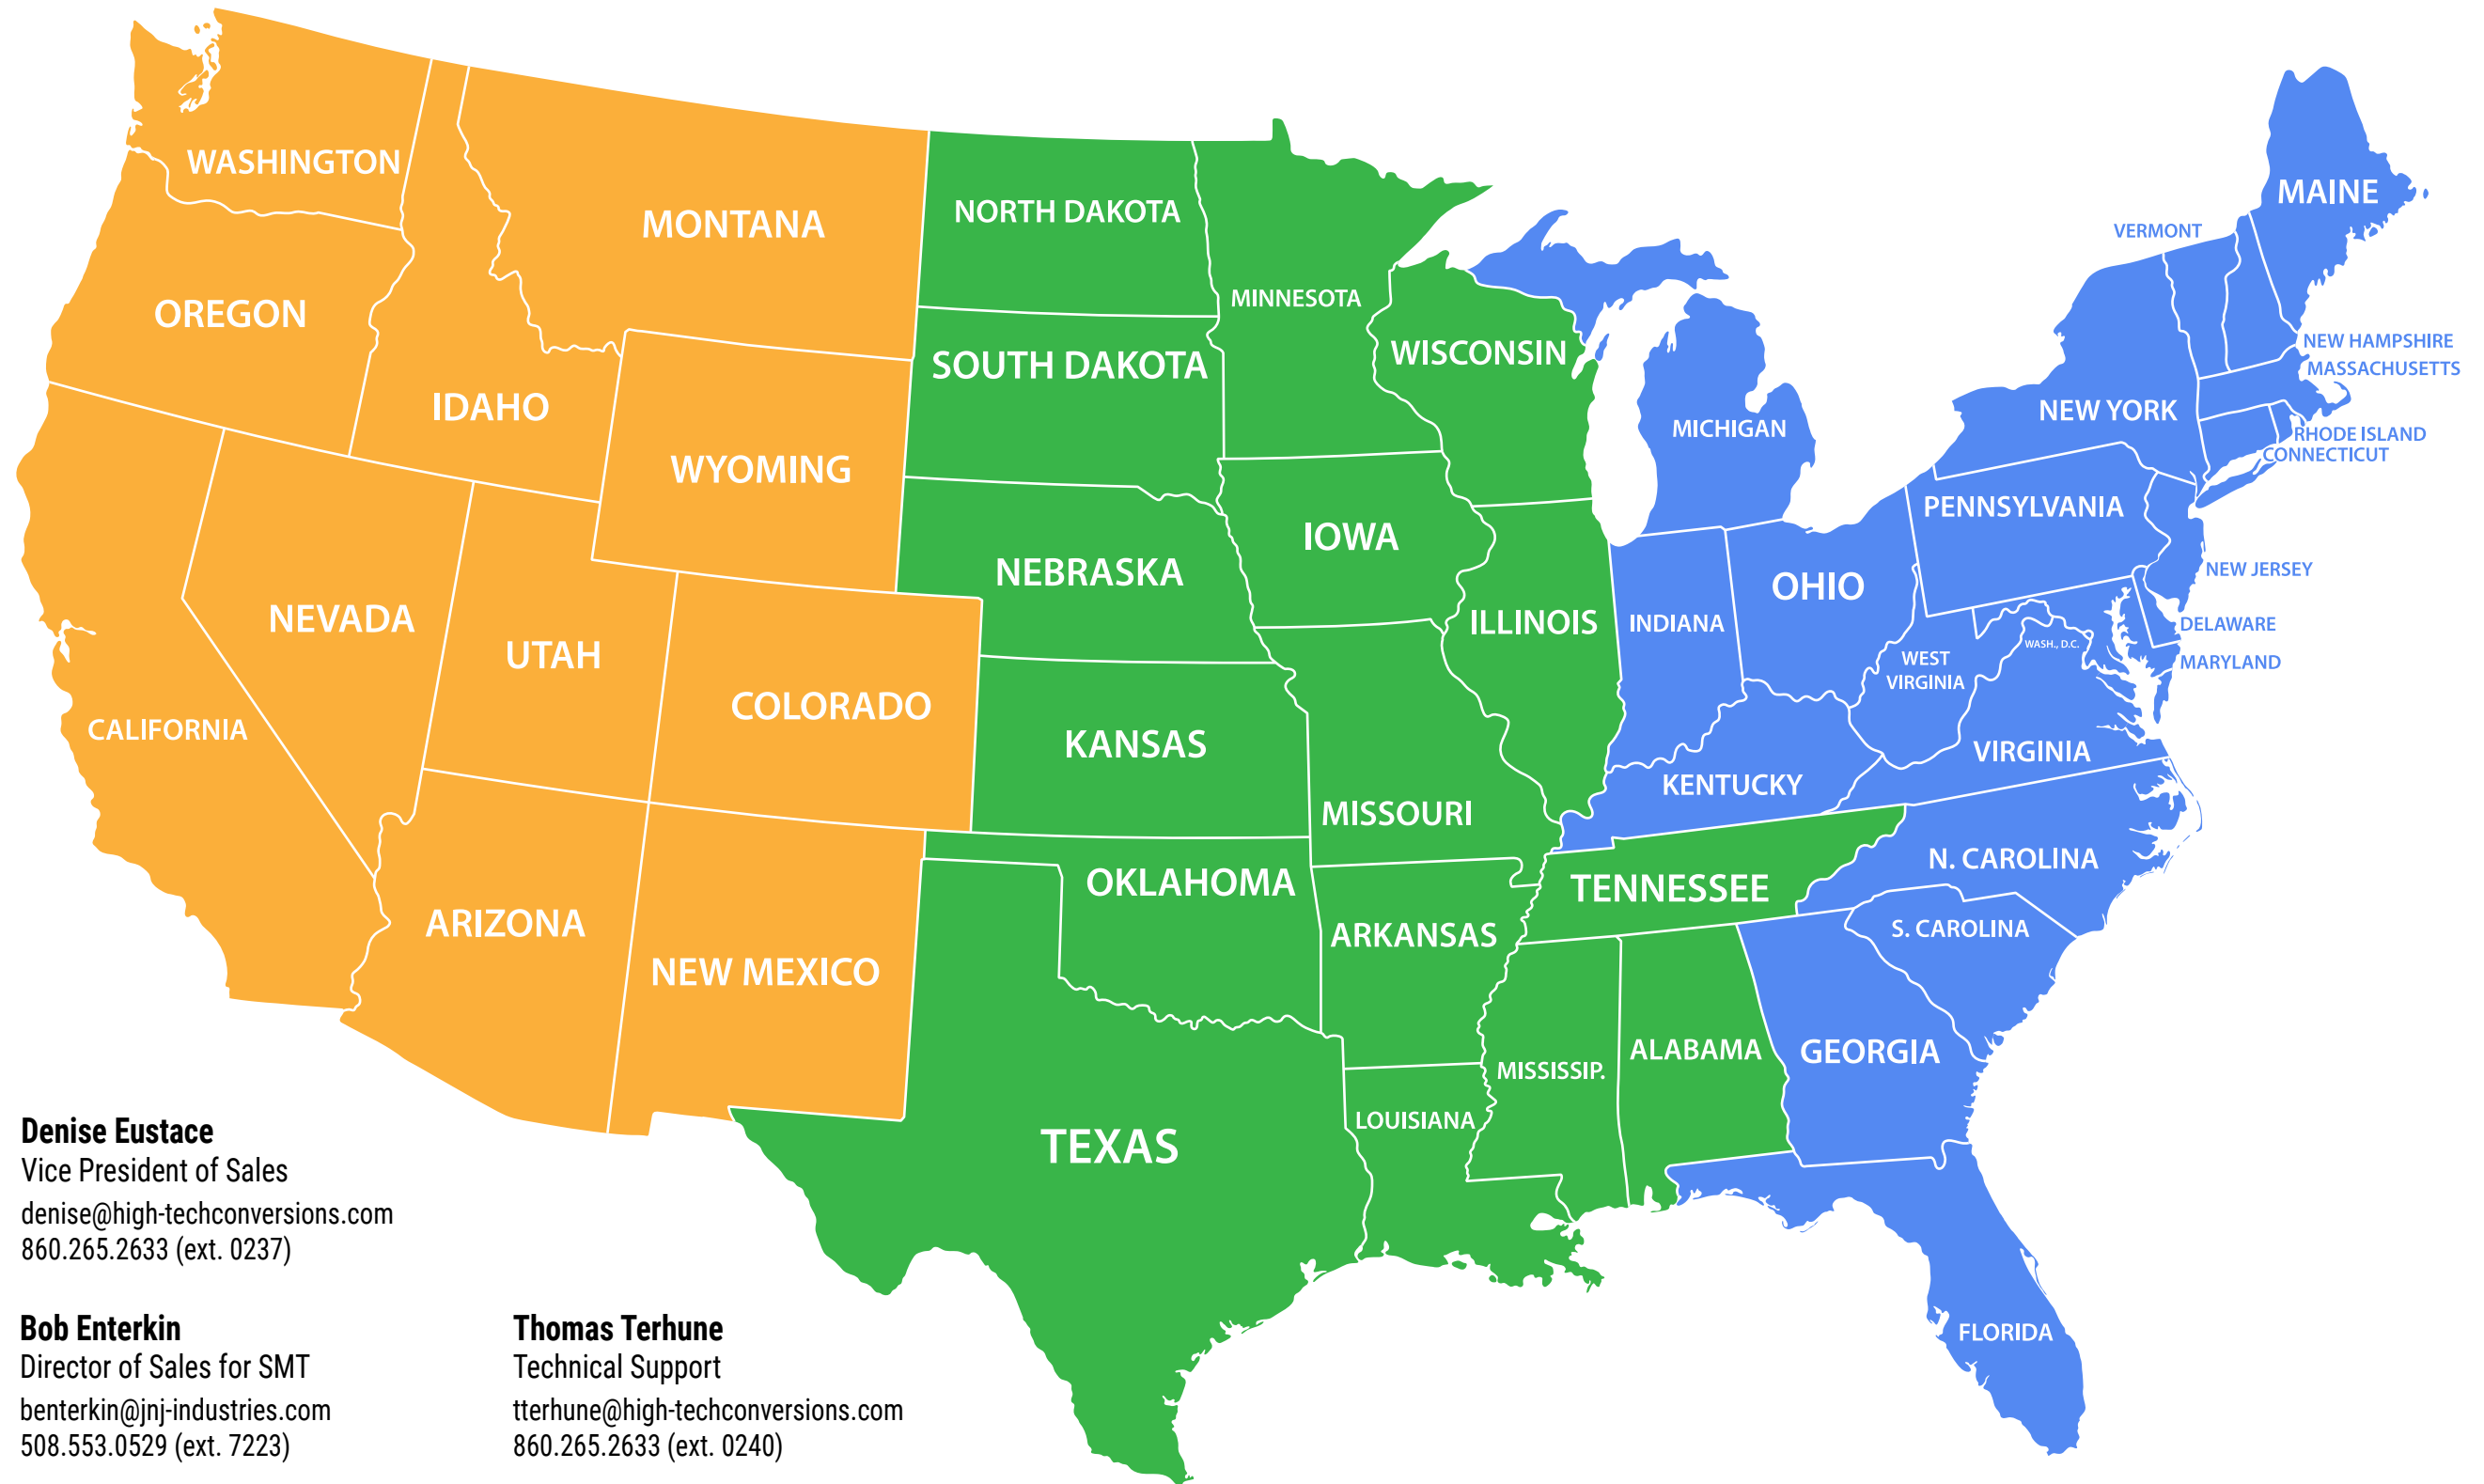 WASHINGTON
MONTANA
NORTH DAKOTA
MINNESOTA
VERMONT
MAINE
OREGON
IDAHO
WYOMING
SOUTH DAKOTA
WISCONSIN
MICHIGAN
NEW YORK
NEW HAMPSHIRE
MASSACHUSETTS
RHODE ISLAND
CONNECTICUT
NEVADA
UTAH
COLORADO
NEBRASKA
IOWA
ILLINOIS
INDIANA
OHIO
PENNSYLVANIA
NEW JERSEY
DELAWARE
MARYLAND
WASH., D.C.
WEST
VIRGINIA
VIRGINIA
CALIFORNIA
KANSAS
MISSOURI
KENTUCKY
N. CAROLINA
ARIZONA
NEW MEXICO
OKLAHOMA
ARKANSAS
TENNESSEE
S. CAROLINA
TEXAS
LOUISIANA
MISSISSIP.
ALABAMA
GEORGIA
FLORIDA
Denise Eustace
Vice President of Sales
denise@high-techconversions.com
860.265.2633 (ext. 0237)
Bob Enterkin
Director of Sales for SMT
benterkin@jnj-industries.com
508.553.0529 (ext. 7223)
Thomas Terhune
Technical Support
tterhune@high-techconversions.com
860.265.2633 (ext. 0240)